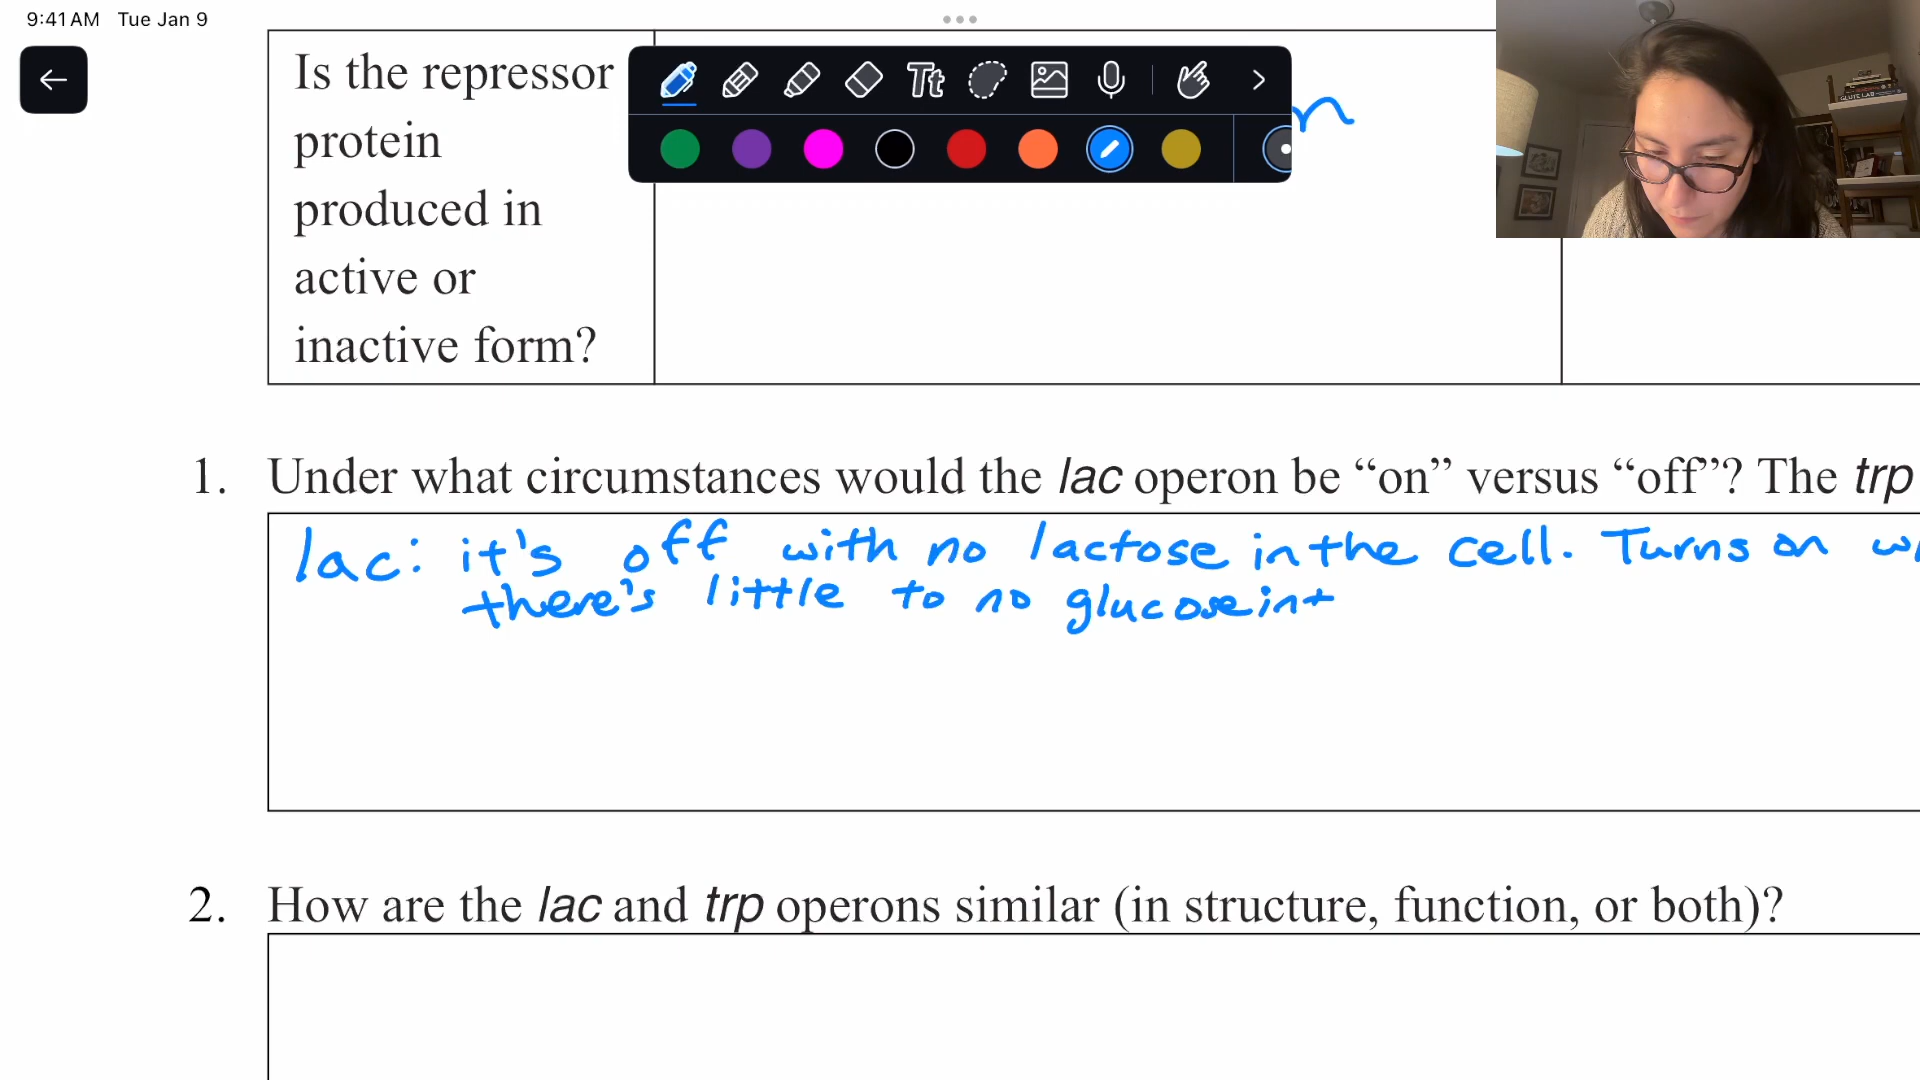 9:41 AM Tue Jan 9
Is the repressor
protein
produced in
active or
inactive form?
Tt
GLUTE LAB
1. Under what circumstances would the lac operon be “on” versus “off”? The trp
lac: it's off with no lactose in the cell. Turns on
there's little to no glucose in t
2. How are the lac and trp operons similar (in structure, function, or both)?